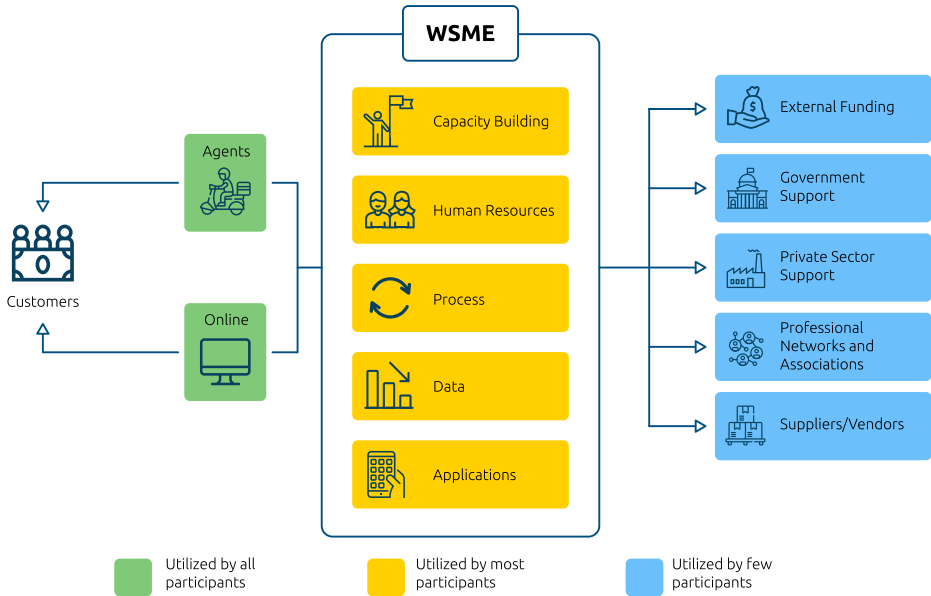 WSME
Agents
Online
Customers
Capacity Building
Human Resources
Process
Data
Applications
External Funding
Government
Support
Private Sector
Support
Professional
Networks and
Associations
Suppliers/Vendors
Utilized by all
participants
Utilized by most
participants
Utilized by few
participants